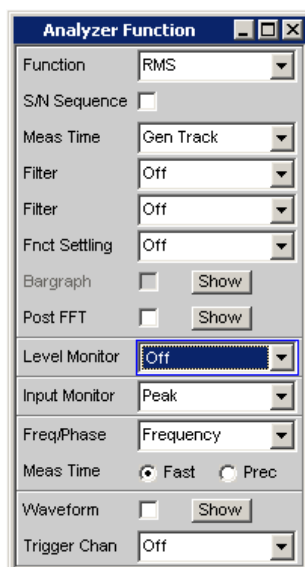 Analyzer Function
Function RMS
S/N Sequence
Meas Time Gen Track
Filter Off
Filter Off
Fnct Settling Off
Bargraph Show
Post FFT Show
Level Monitor Off
Input Monitor Peak
Freq/Phase Frequency
Meas Time Fast Prec
Waveform Show
Trigger Chan Off